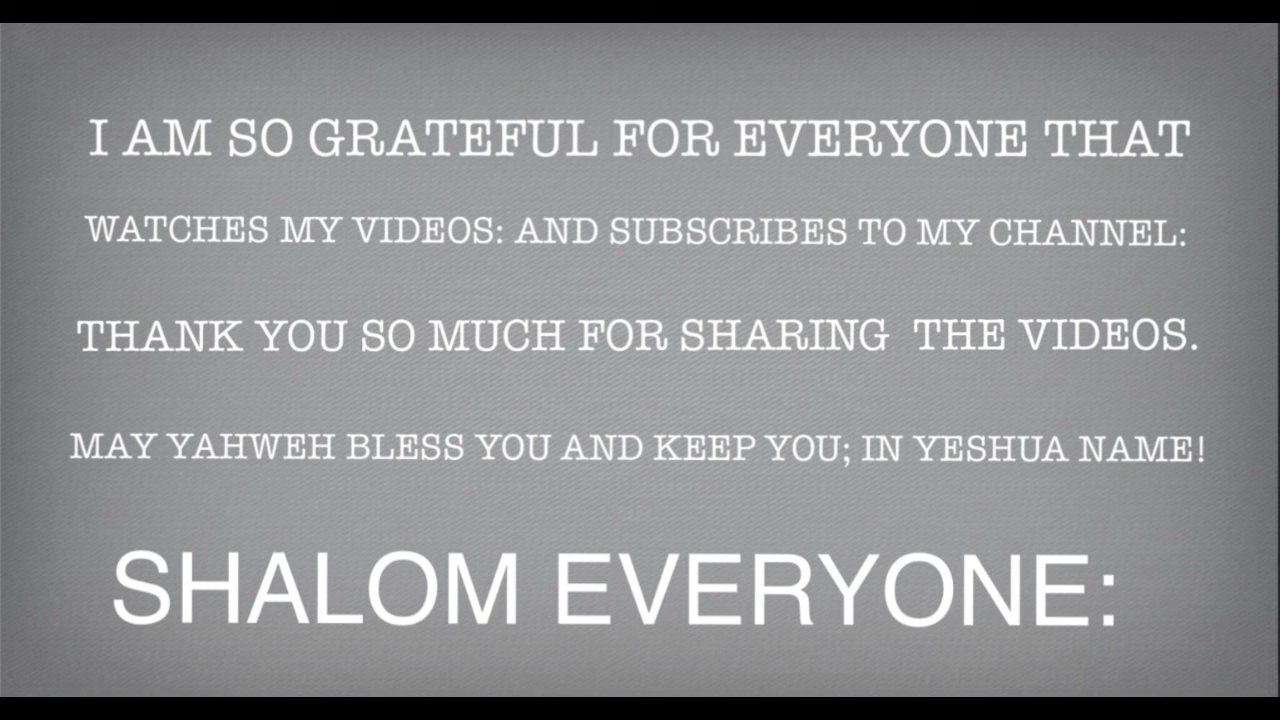 I AM SO GRATEFUL FOR EVERYONE THAT
WATCHES MY VIDEOS: AND SUBSCRIBES TO MY CHANNEL:
THANK YOU SO MUCH FOR SHARING  THE VIDEOS.
MAY YAHWEH BLESS YOU AND KEEP YOU; IN YESHUA NAME!
SHALOM EVERYONE: